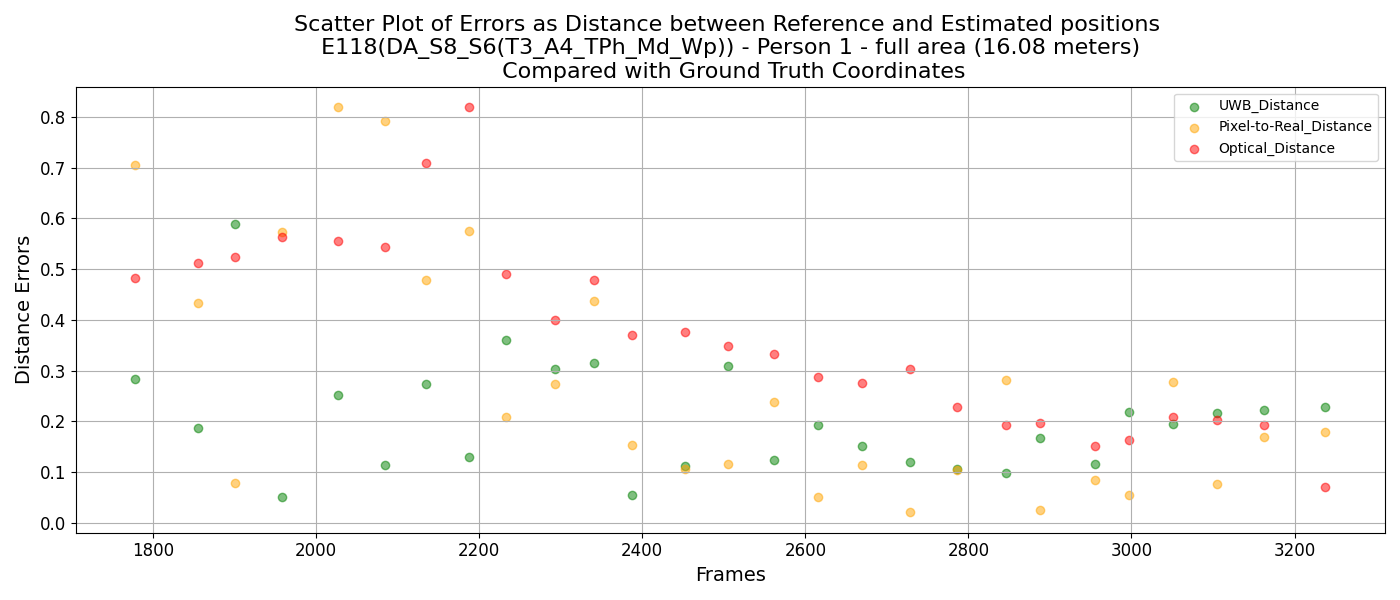 Scatter Plot of Errors as Distance between Reference and Estimated positions
E118(DA_S8_S6(T3_A4_TPh_Md_Wp)) - Person 1 - full area (16.08 meters)
Compared with Ground Truth Coordinates
UWB_Distance
Pixel-to-Real_Distance
Optical_Distance
Distance Errors
0.8
0.7
0.6
0.5
0.4
0.3
0.2
0.1
0.0
1800 2000 2200 2400 2600 2800 3000 3200
Frames